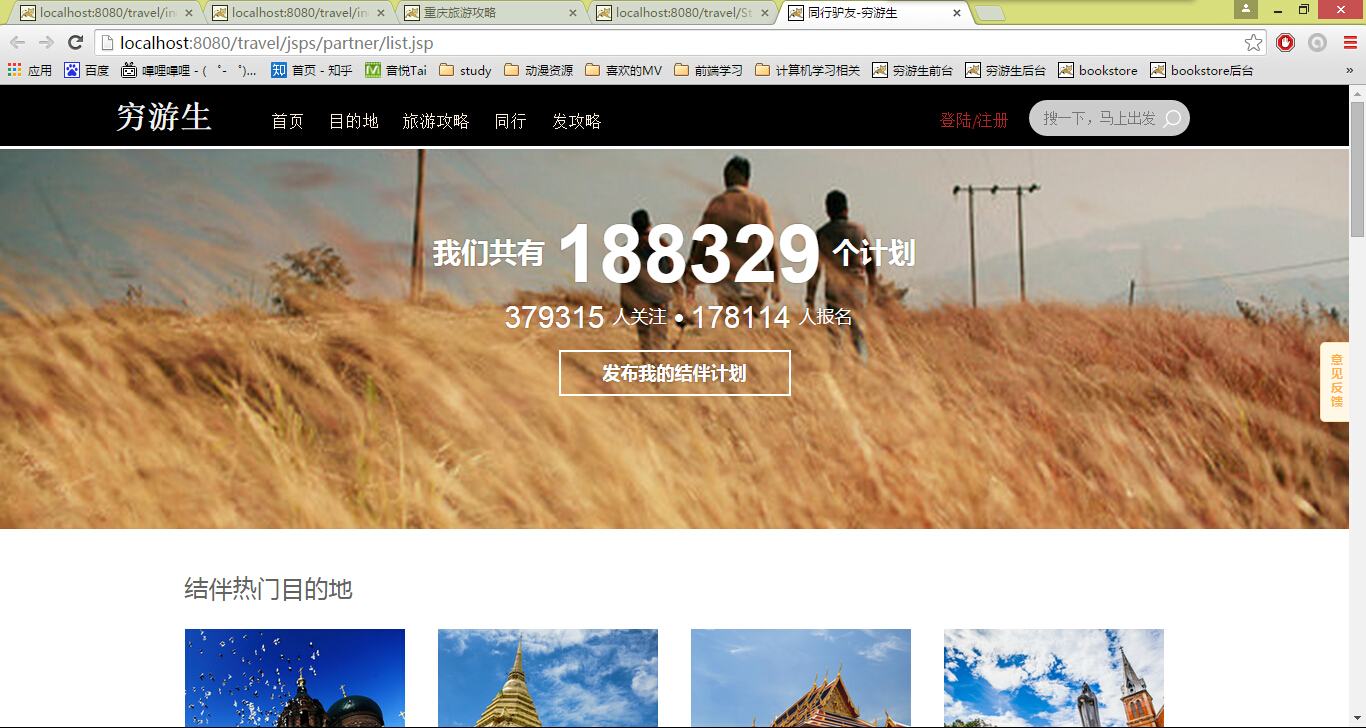 localhost:8080/travel/in
localhost:8080/travel/in
重庆旅游攻略
localhost:8080/travel/St
同行驴友-穷游生
localhost:8080/travel/jsps/partner/list.jsp
应用 百度 嗶哩嗶哩 - ( ゜- ゜)... 首页 - 知乎 音悦Tai study 动漫资源 喜欢的MV 前端学习 计算机学习相关 穷游生前台 穷游生后台 bookstore bookstore后台 »
穷游生 首页 目的地 旅游攻略 同行 发攻略 登陆/注册 搜一下，马上出发
我们共有 188329 个计划
379315 人关注 • 178114 人报名
发布我的结伴计划
意见反馈
结伴热门目的地